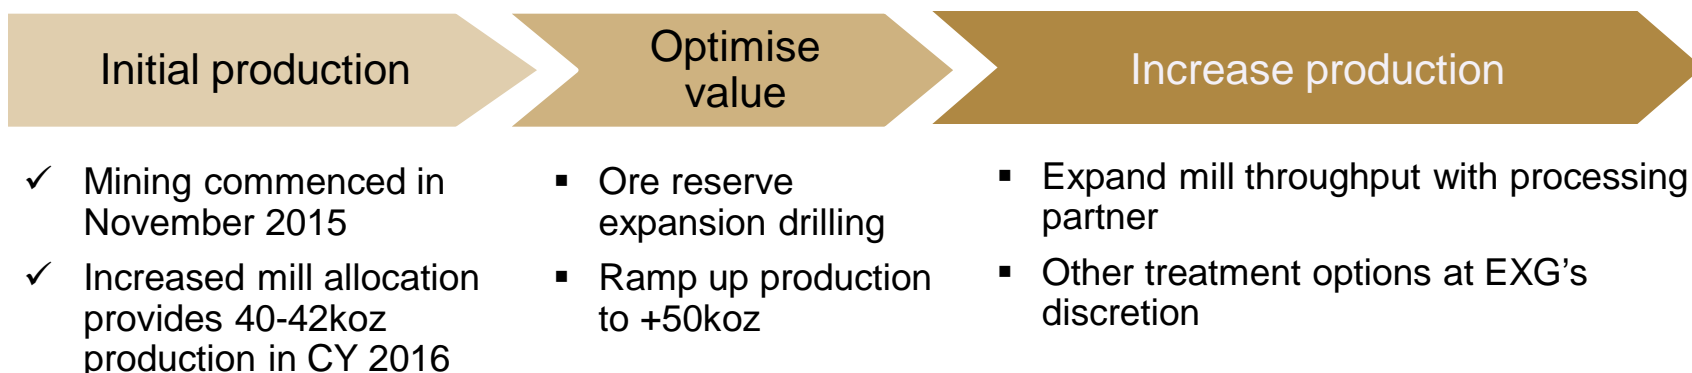 Initial production
Optimise
value
Increase production
✓ Mining commenced in
November 2015
✓ Increased mill allocation
provides 40-42koz
production in CY 2016
▪ Ore reserve
expansion drilling
▪ Ramp up production
to +50koz
▪ Expand mill throughput with processing
partner
▪ Other treatment options at EXG’s
discretion